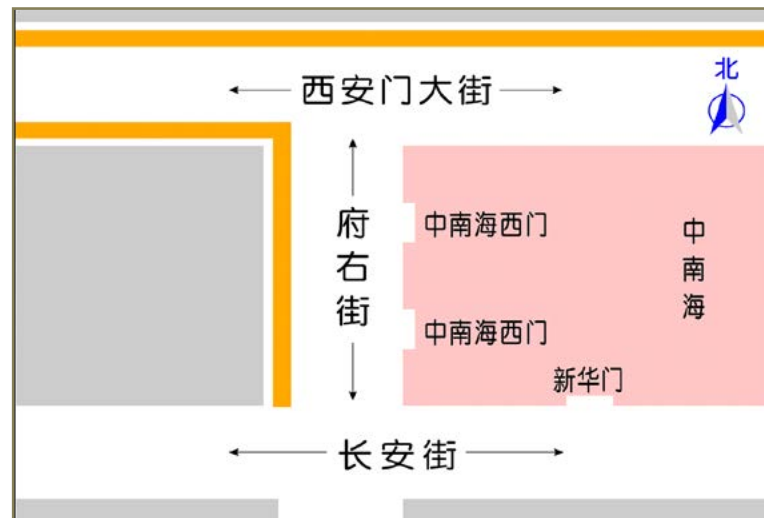 北
西安门大街
府右街
中南海西门
中南海
中南海西门
新华门
长安街